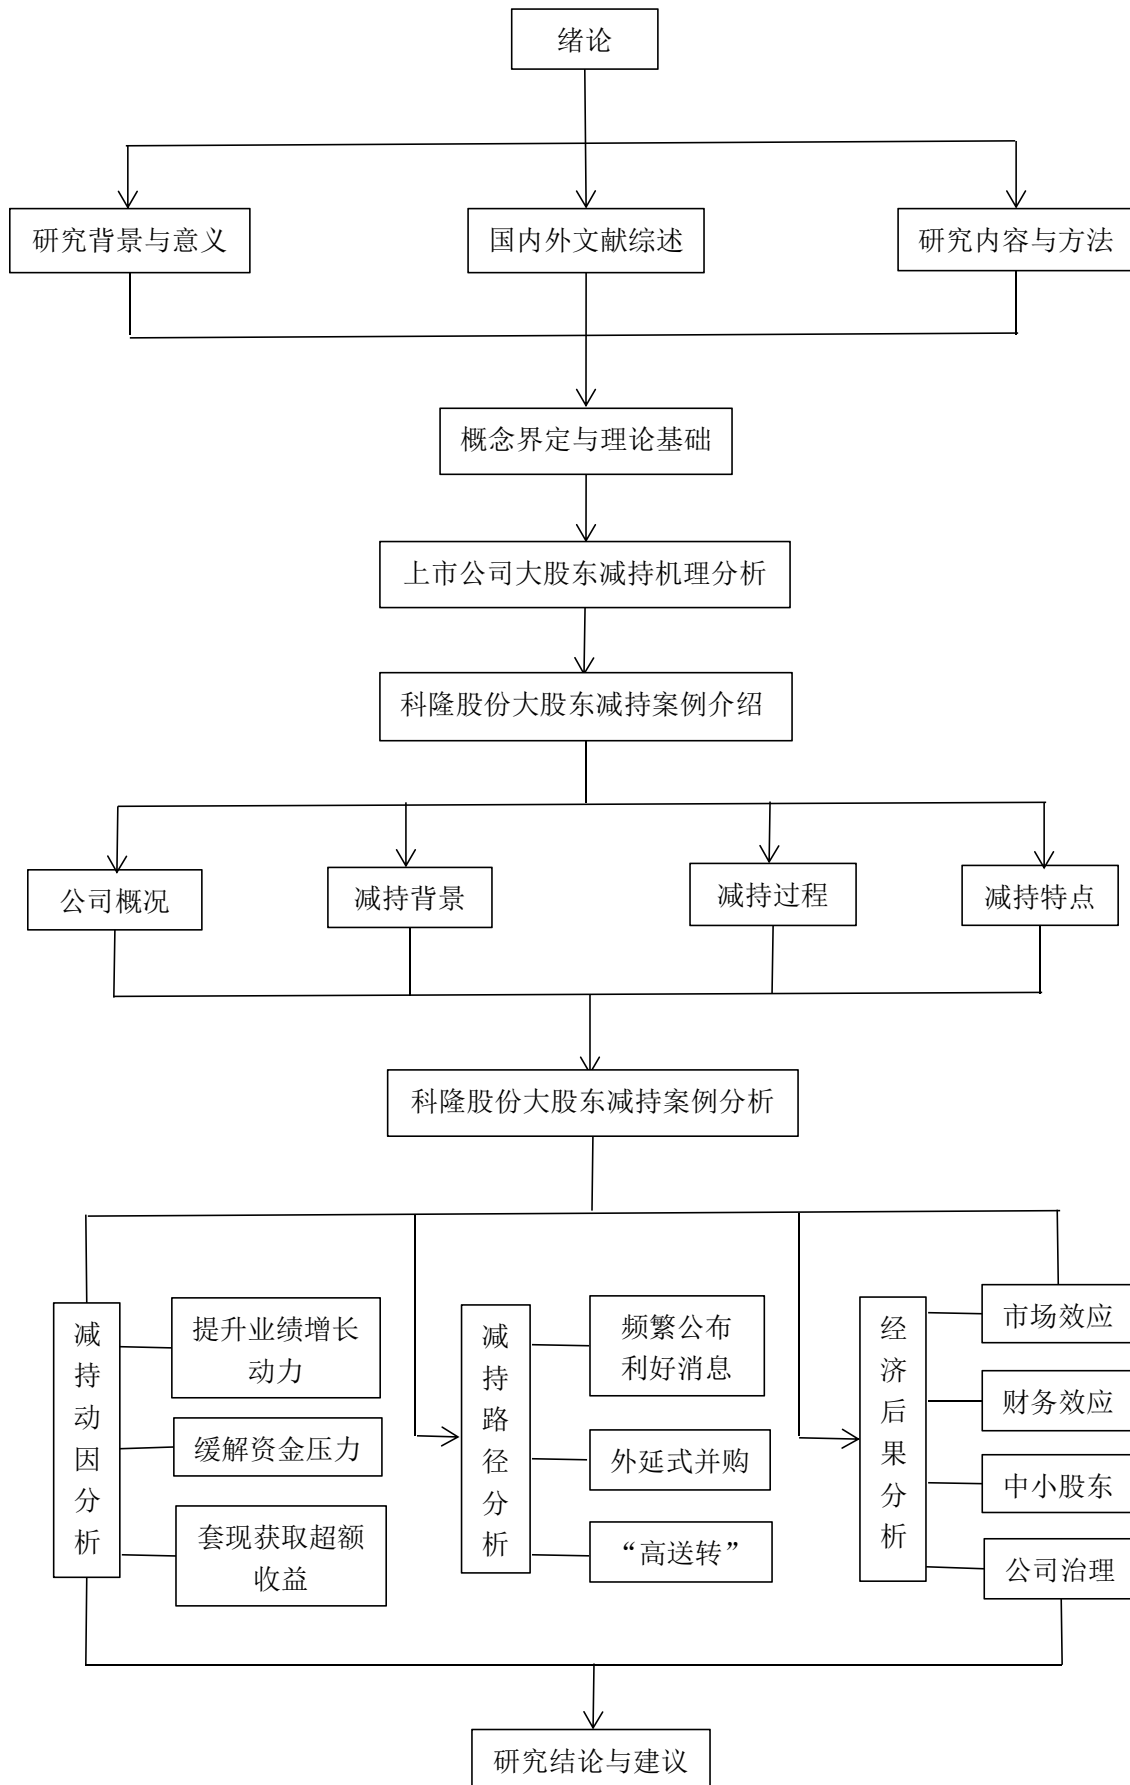 绪论
研究背景与意义
国内外文献综述
研究内容与方法
概念界定与理论基础
上市公司大股东减持机理分析
科隆股份大股东减持案例介绍
公司概况
减持背景
减持过程
减持特点
科隆股份大股东减持案例分析
减持动因分析
提升业绩增长
动力
缓解资金压力
套现获取超额
收益
减持路径分析
频繁公布
利好消息
外延式并购
“高送转”
经济后果分析
市场效应
财务效应
中小股东
公司治理
研究结论与建议